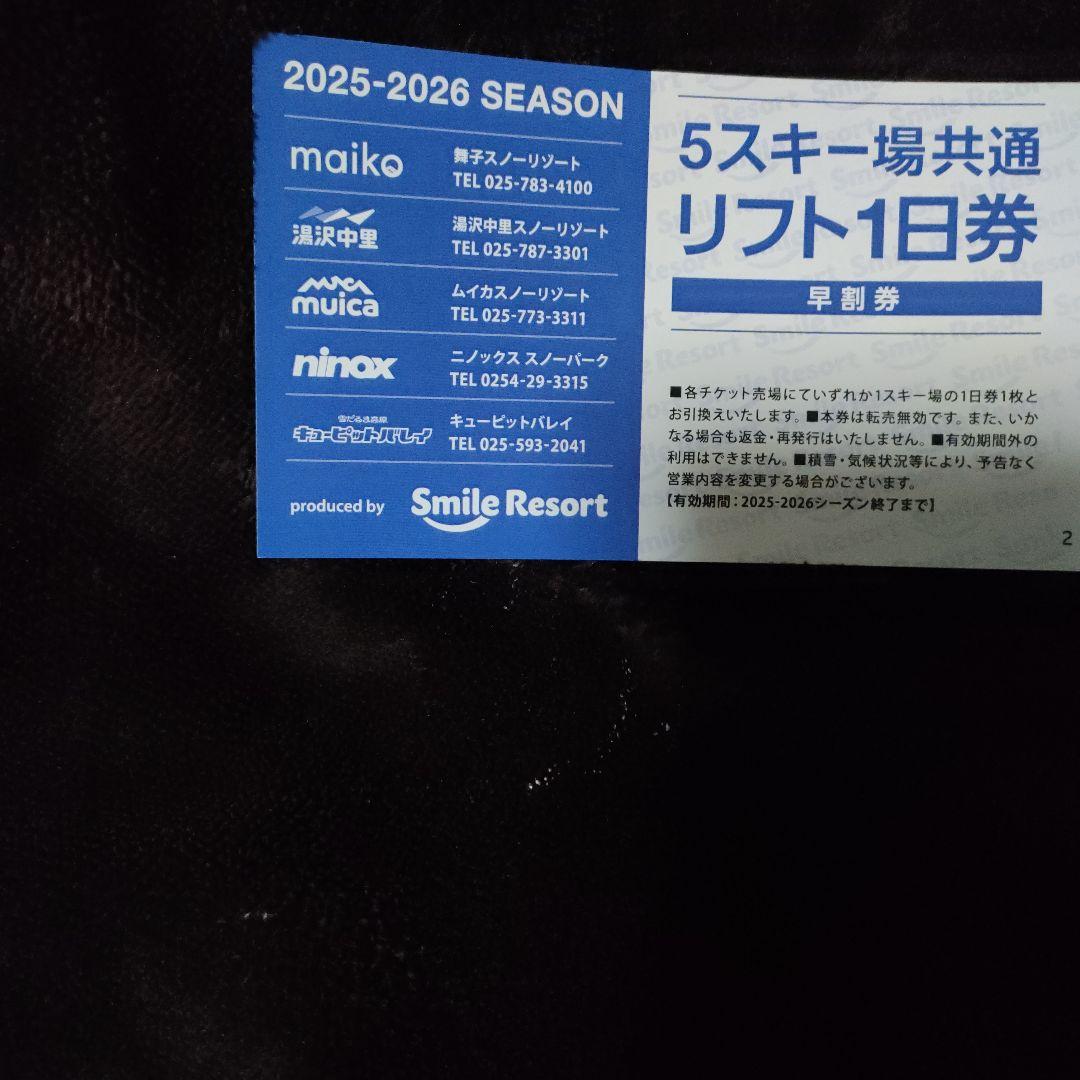 2025-2026 SEASON
maiko
舞子スノーリゾート
TEL 025-783-4100
湯沢中里
湯沢中里スノーリゾート
TEL 025-787-3301
muica
ムイカスノーリゾート
TEL 025-773-3311
ninox
ニノックス スノーパーク
TEL 0254-29-3315
雪だるま高原
キューピットバレイ
キューピットバレイ
TEL 025-593-2041
produced by Smile Resort
5スキー場共通
リフト1日券
早割券
■各チケット売場にていずれか1スキー場の1日券1枚と
お引換えいたします。■本券は転売無効です。また、いか
なる場合も返金・再発行はいたしません。■有効期間外の
利用はできません。■積雪・気候状況等により、予告なく
営業内容を変更する場合がございます。
【有効期間：2025-2026シーズン終了まで】
2